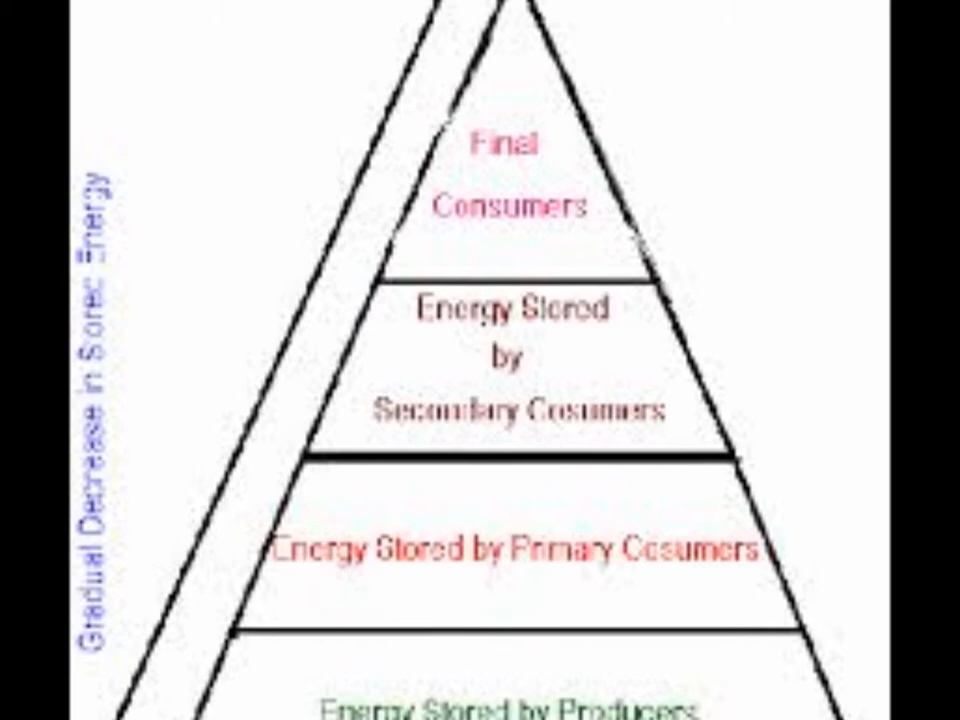 Final
Consumers
Energy Stored
by
Secondary Cosumers
Energy Stored by Primary Cosumers
Energy Stored by Producers
Gradual Decrease in Stored Energy